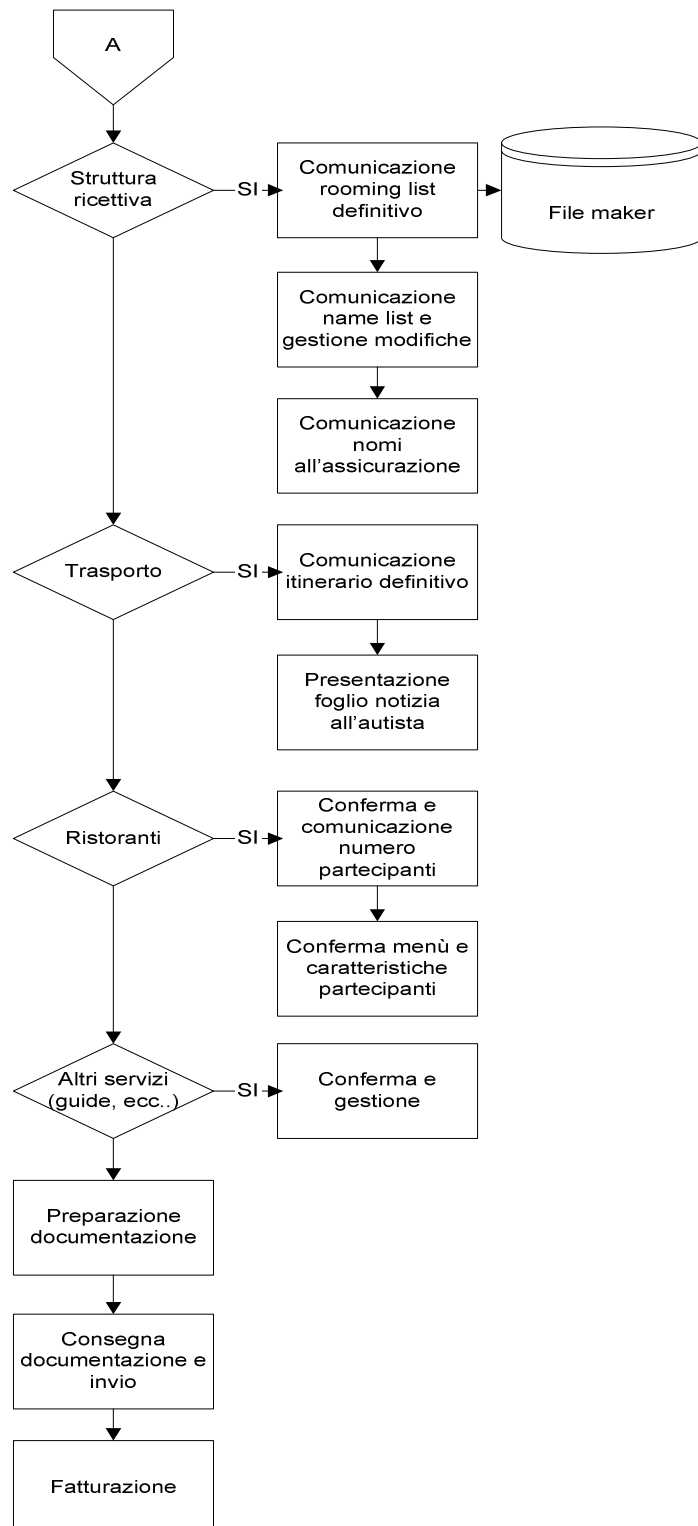 A
Struttura
ricettiva
SI
Comunicazione
rooming list
definitivo
File maker
Comunicazione
name list e
gestione modifiche
Comunicazione
nomi
all'assicurazione
Trasporto
SI
Comunicazione
itinerario definitivo
Presentazione
foglio notizia
all'autista
Ristoranti
SI
Conferma e
comunicazione
numero
partecipanti
Conferma menù e
caratteristiche
partecipanti
Altri servizi
(guide, ecc..)
SI
Conferma e
gestione
Preparazione
documentazione
Consegna
documentazione e
invio
Fatturazione